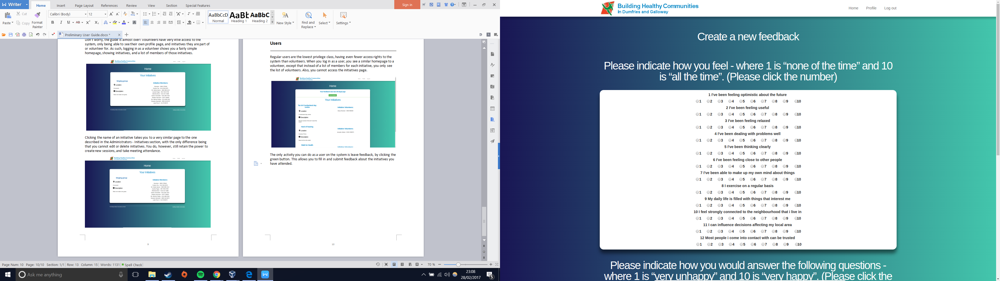 Writer
Home Insert Page Layout References Review View Section Special Features
Sign in
Paste Cut Copy Format Painter
Calibri (Body) 12
B I U AB X² X₂
AaBbCcD AaBb AaBbC
Normal Heading 1 Heading 2
New Style Find and Replace Select Settings
Preliminary User Guide.docx *
Don't worry, the guide is almost over! Volunteers have very little access to the
system, only being able to see their own profile page, and initiatives they are part of
or volunteer for. As such, logging in as a volunteer shows you a fairly simple
homepage, showing initiatives, and a list of members of those initiatives.
Building Healthy Communities
Home
Your Initiatives
Singing group
Location:
Description:
Initiative Members:
Clicking the name of an initiative takes you to a very similar page to the one
described in the Administrators - Initiatives section, with the only difference being
that you cannot edit or delete initiatives. You do, however, still retain the power to
create new sessions, and take meeting attendance.
Building Healthy Communities
Home
Your Initiatives
Singing group
Location:
Description:
Initiative Members:
9
Users
Regular users are the lowest privilege class, having even fewer access rights to the
system than volunteers. When you log in as a user, you see a similar homepage to a
volunteer, except that instead of a list of members for each initiative, you only see
the list of volunteers. Also, you cannot access the initiatives page.
Building Healthy Communities
Home
Your Initiatives
Tai chi Cumberland day
centre
Location:
Description:
Initiative Volunteers:
Hard of hearing
Location:
Description:
Initiative Volunteers:
Walk for Health
Initiative Volunteers:
The only activity you can do as a user on the system is leave feedback, by clicking the
green button. This allows you to fill in and submit feedback about the initiatives you
have attended.
10
Page Num: 10 Page: 10/10 Section: 1/1 Row: 13 Column: 15 Words: 1131 Spell Check
70 %
Ask me anything
23:08
28/02/2017
5
Building Healthy Communities
in Dumfries and Galloway
Home Profile Log out
Create a new feedback
Please indicate how you feel - where 1 is “none of the time” and 10
is “all the time”. (Please click the number)
1 I've been feeling optimistic about the future
1 2 3 4 5 6 7 8 9 10
2 I've been feeling useful
1 2 3 4 5 6 7 8 9 10
3 I've been feeling relaxed
1 2 3 4 5 6 7 8 9 10
4 I've been dealing with problems well
1 2 3 4 5 6 7 8 9 10
5 I've been thinking clearly
1 2 3 4 5 6 7 8 9 10
6 I've been feeling close to other people
1 2 3 4 5 6 7 8 9 10
7 I've been able to make up my own mind about things
1 2 3 4 5 6 7 8 9 10
8 I exercise on a regular basis
1 2 3 4 5 6 7 8 9 10
9 My daily life is filled with things that interest me
1 2 3 4 5 6 7 8 9 10
10 I feel strongly connected to the neighbourhood that i live in
1 2 3 4 5 6 7 8 9 10
11 I can influence decisions affecting my local area
1 2 3 4 5 6 7 8 9 10
12 Most people i come into contact with can be trusted
1 2 3 4 5 6 7 8 9 10
Please indicate how you would answer the following questions -
where 1 is “very unhappy” and 10 is “very happy”. (Please click the